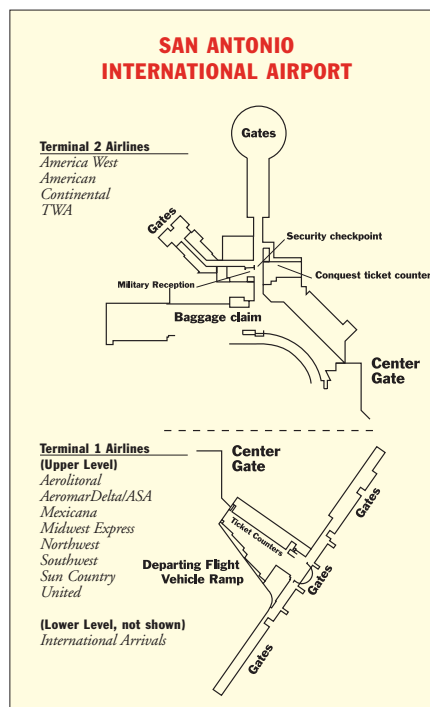 SAN ANTONIO
INTERNATIONAL AIRPORT
Gates
Terminal 2 Airlines
America West
American
Continental
TWA
Gates
Security checkpoint
Conquest ticket counter
Military Reception
Baggage claim
Center
Gate
Terminal 1 Airlines
(Upper Level)
Aerolitoral
AeromarDelta/ASA
Mexicana
Midwest Express
Northwest
Southwest
Sun Country
United
(Lower Level, not shown)
International Arrivals
Center
Gate
Ticket Counters
Departing Flight
Vehicle Ramp
Gates
Gates
Gates